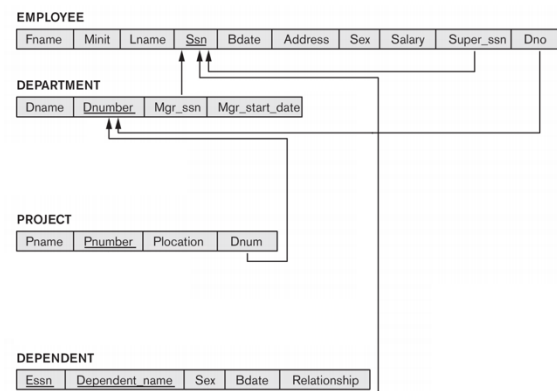 EMPLOYEE
Fname Minit Lname Ssn Bdate Address Sex Salary Super_ssn Dno
DEPARTMENT
Dname Dnumber Mgr_ssn Mgr_start_date
PROJECT
Pname Pnumber Plocation Dnum
DEPENDENT
Essn Dependent_name Sex Bdate Relationship